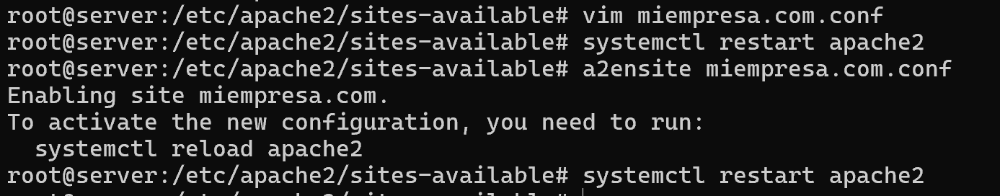 root@server:/etc/apache2/sites-available# vim miempresa.com.conf
root@server:/etc/apache2/sites-available# systemctl restart apache2
root@server:/etc/apache2/sites-available# a2ensite miempresa.com.conf
Enabling site miempresa.com.
To activate the new configuration, you need to run:
  systemctl reload apache2
root@server:/etc/apache2/sites-available# systemctl restart apache2